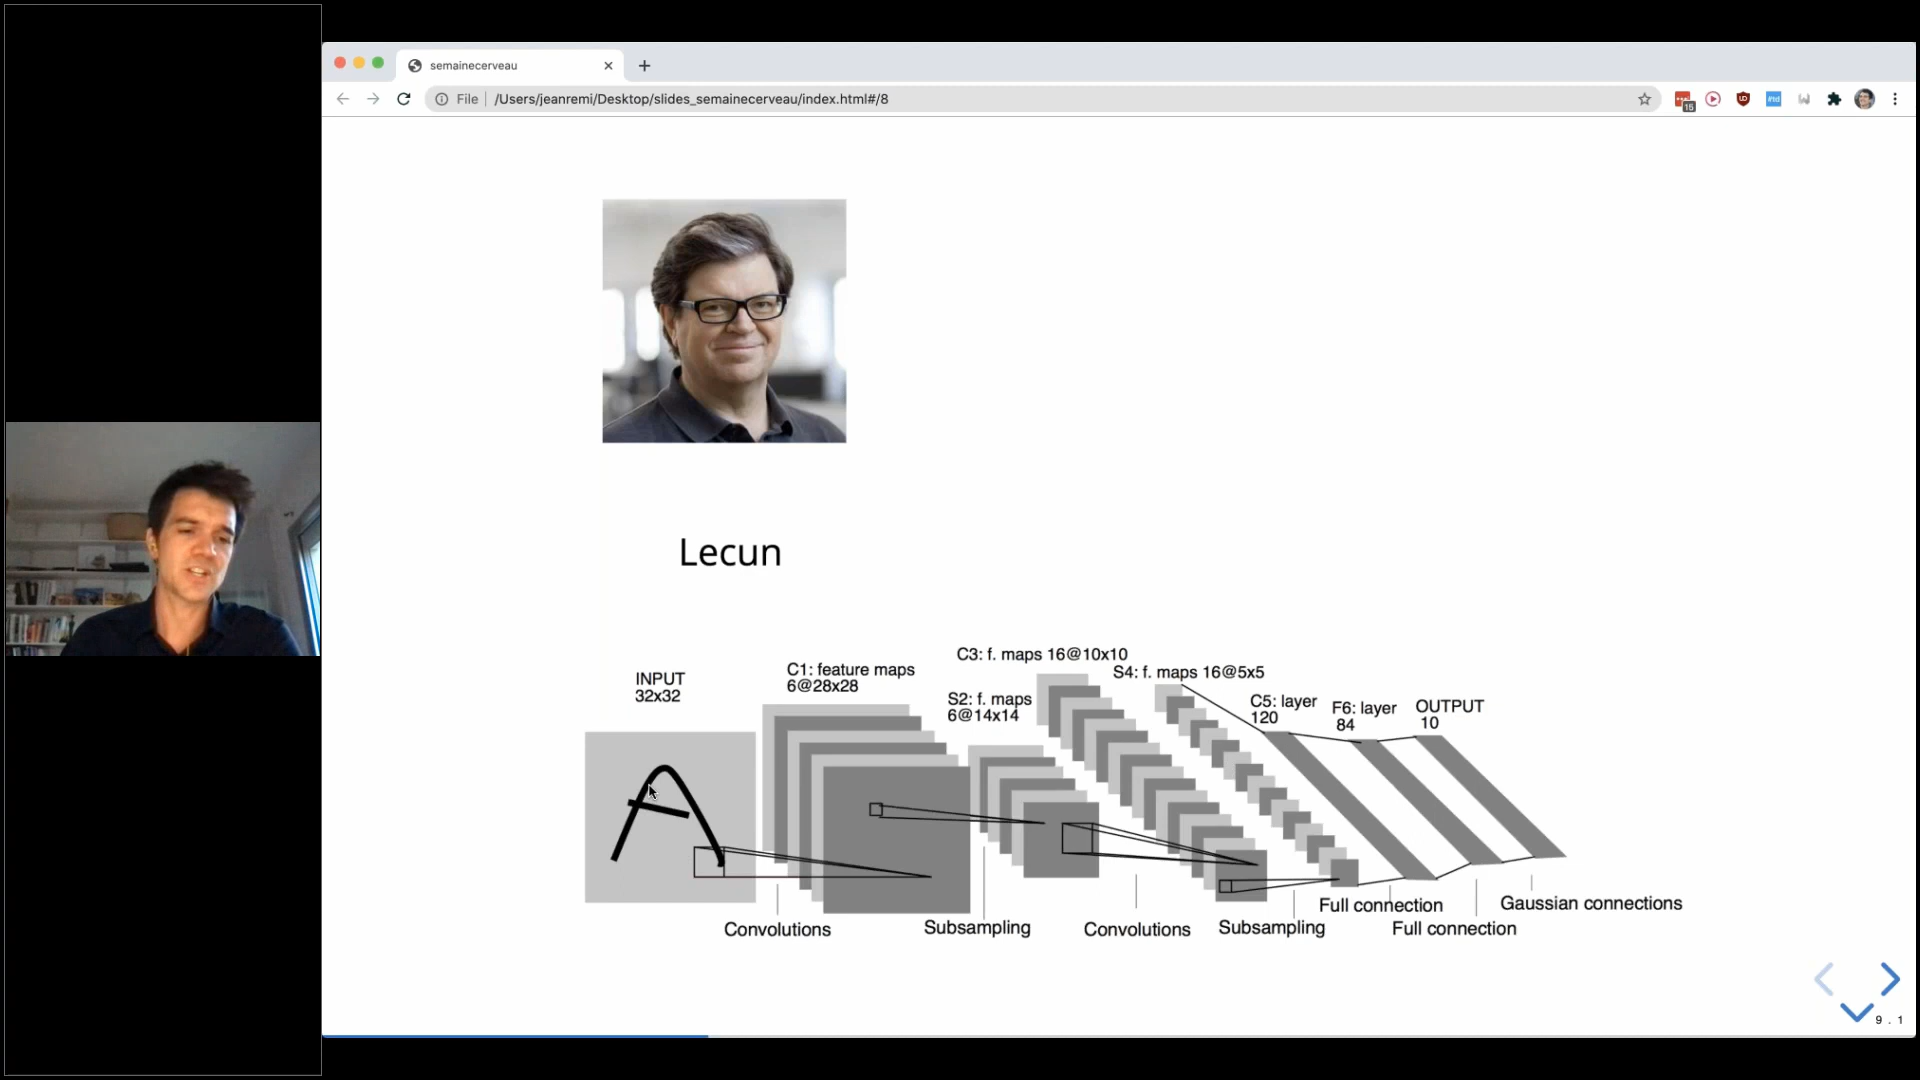 semainecerveau
File
/Users/jeanremi/Desktop/slides_semainecerveau/index.html#/8
15
Lecun
INPUT
32x32
C1: feature maps
6@28x28
S2: f. maps
6@14x14
C3: f. maps 16@10x10
S4: f. maps 16@5x5
C5: layer
120
F6: layer
84
OUTPUT
10
A
Convolutions
Subsampling
Convolutions
Subsampling
Full connection
Full connection
Gaussian connections
9 . 1